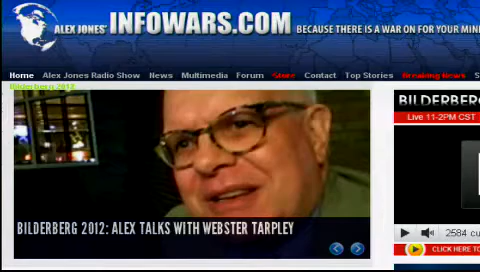 ALEX JONES' INFOWARS.COM
BECAUSE THERE IS A WAR ON FOR YOUR MIN
Home Alex Jones Radio Show News Multimedia Forum Store Contact Top Stories Breaking News S
Bilderberg 2012
BILDERBERG
Live 11-2PM CST
BILDERBERG 2012: ALEX TALKS WITH WEBSTER TARPLEY
2584 cu
CLICK HERE TO